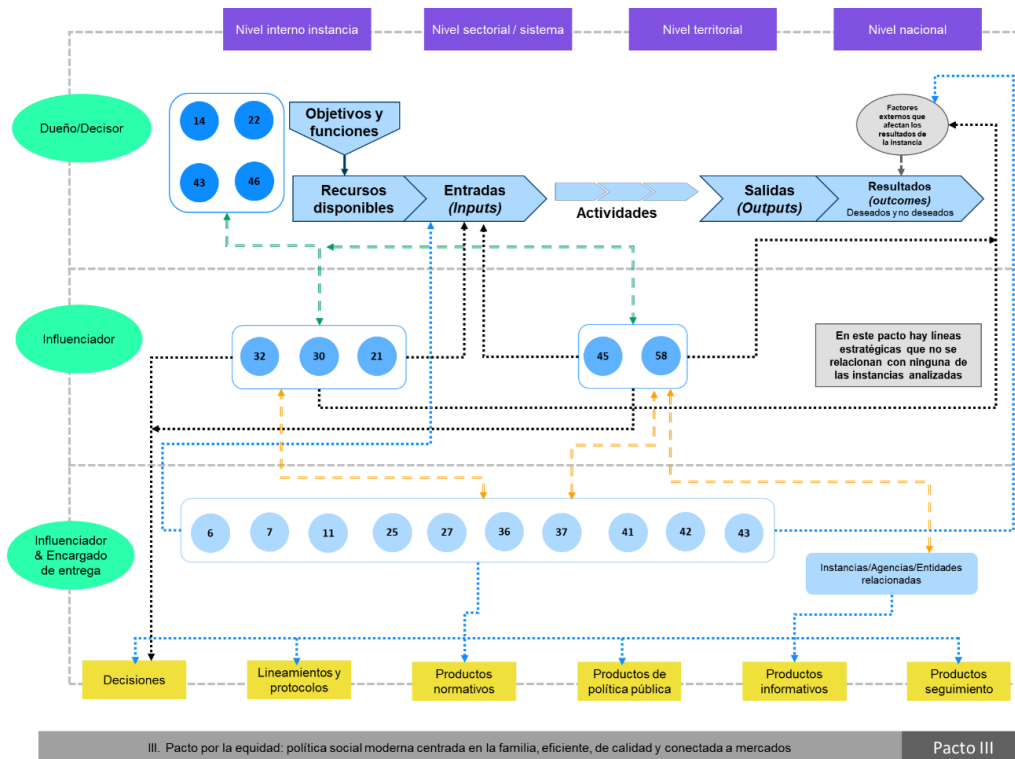 Nivel interno instancia
Nivel sectorial / sistema
Nivel territorial
Nivel nacional
Dueño/Decisor
14
22
43
46
Objetivos y
funciones
Factores
externos que
afectan los
resultados de
la instancia
Recursos
disponibles
Entradas
(Inputs)
Actividades
Salidas
(Outputs)
Resultados
(outcomes)
Deseados y no deseados
Influenciador
32
30
21
45
58
En este pacto hay líneas
estratégicas que no se
relacionan con ninguna de
las instancias analizadas
Influenciador
& Encargado
de entrega
6
7
11
25
27
36
37
41
42
43
Instancias/Agencias/Entidades
relacionadas
Decisiones
Lineamientos y
protocolos
Productos
normativos
Productos de
política pública
Productos
informativos
Productos
seguimiento
III. Pacto por la equidad: política social moderna centrada en la familia, eficiente, de calidad y conectada a mercados
Pacto III